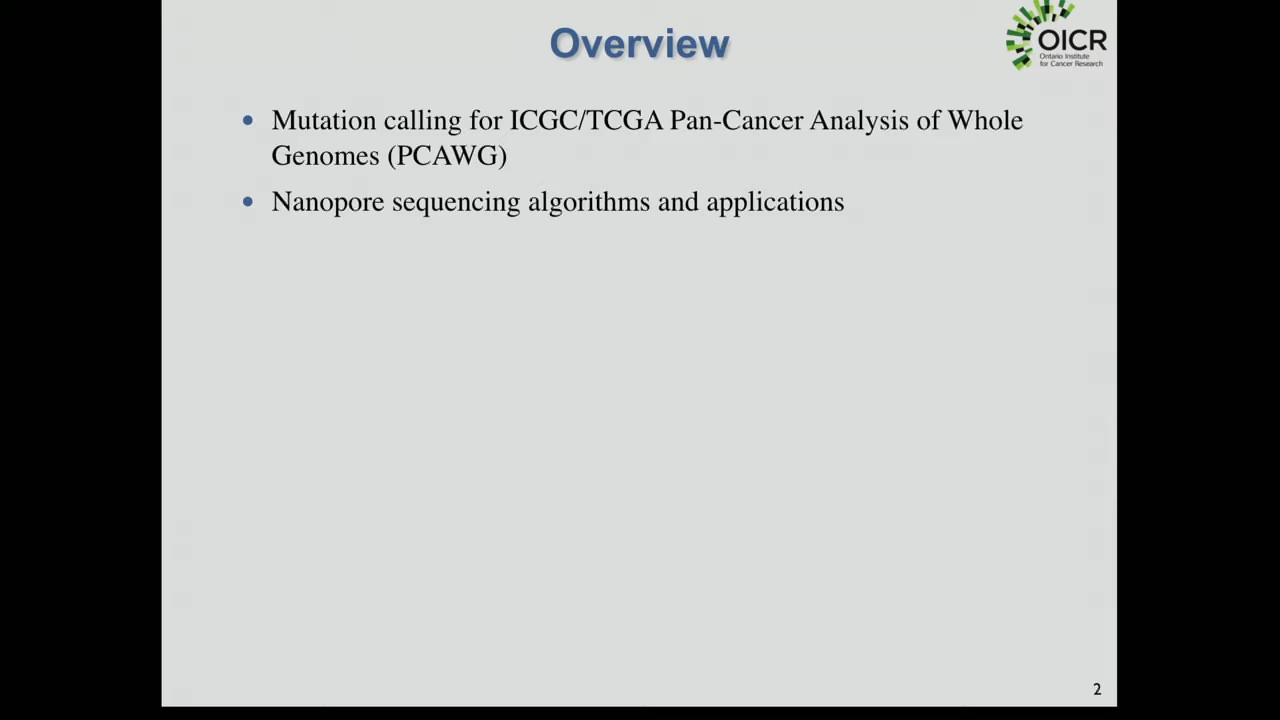 Overview
OICR
Ontario Institute
for Cancer Research
• Mutation calling for ICGC/TCGA Pan-Cancer Analysis of Whole
Genomes (PCAWG)
• Nanopore sequencing algorithms and applications
2